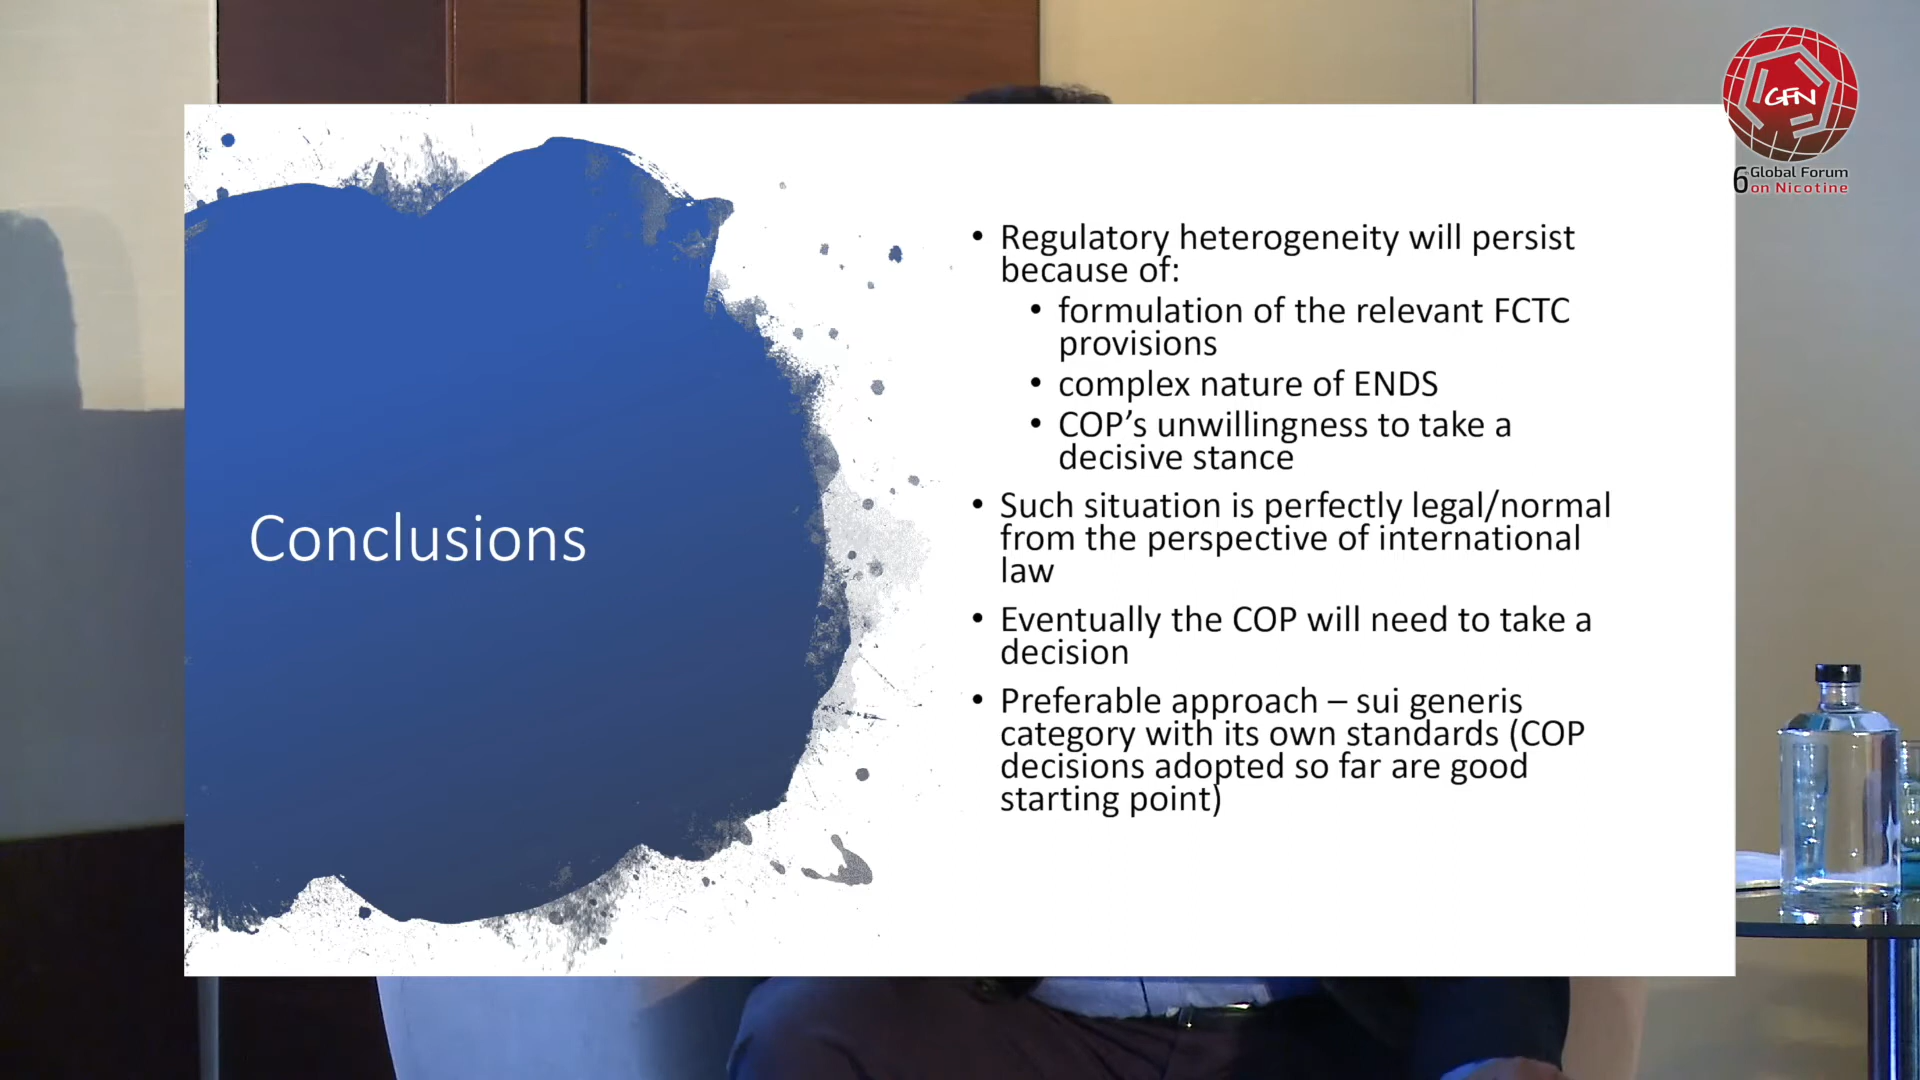 GFN
6 Global Forum
on Nicotine
Conclusions
• Regulatory heterogeneity will persist
because of:
• formulation of the relevant FCTC
provisions
• complex nature of ENDS
• COP’s unwillingness to take a
decisive stance
• Such situation is perfectly legal/normal
from the perspective of international
law
• Eventually the COP will need to take a
decision
• Preferable approach – sui generis
category with its own standards (COP
decisions adopted so far are good
starting point)